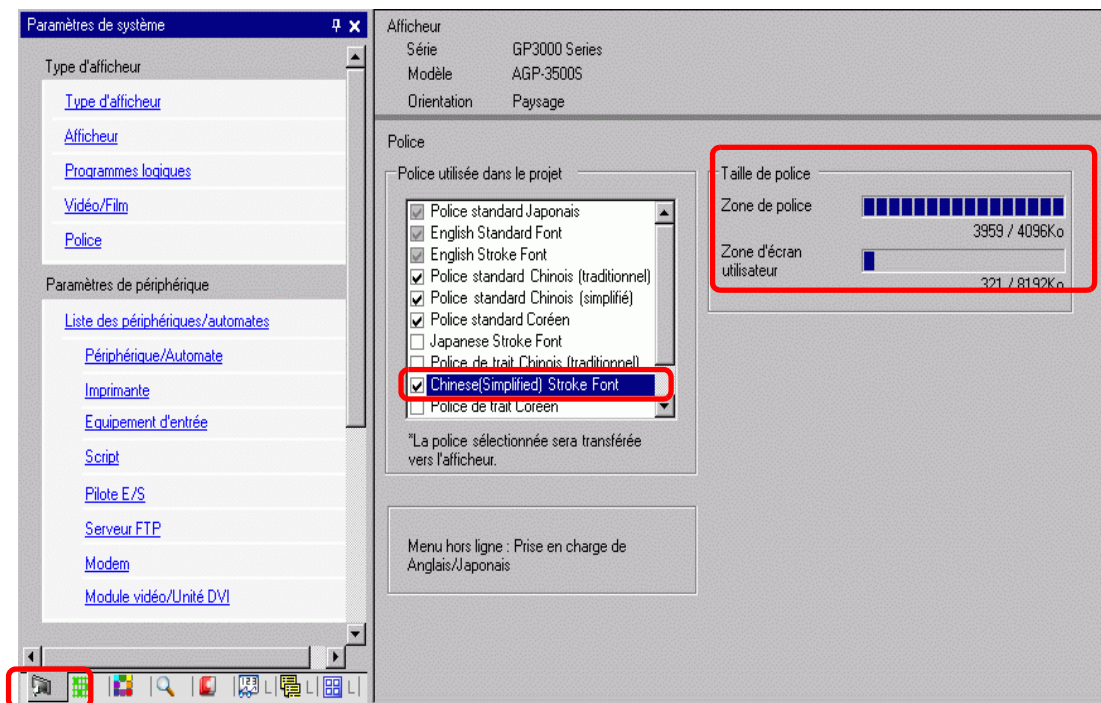 Paramètres de système
Type d'afficheur
Type d'afficheur
Afficheur
Programmes logiques
Vidéo/Film
Police
Paramètres de périphérique
Liste des périphériques/automates
Périphérique/Automate
Imprimante
Equipement d'entrée
Script
Pilote E/S
Serveur FTP
Modem
Module vidéo/Unité DVI
L
L
L
Afficheur
Série GP3000 Series
Modèle AGP-3500S
Orientation Paysage
Police
Police utilisée dans le projet
Police standard Japonais
English Standard Font
English Stroke Font
Police standard Chinois (traditionnel)
Police standard Chinois (simplifié)
Police standard Coréen
Japanese Stroke Font
Police de trait Chinois (traditionnel)
Chinese(Simplified) Stroke Font
Police de trait Coréen
*La police sélectionnée sera transférée
vers l'afficheur.
Menu hors ligne : Prise en charge de
Anglais/Japonais
Taille de police
Zone de police
3959 / 4096Ko
Zone d'écran
utilisateur
321 / 8192Ko